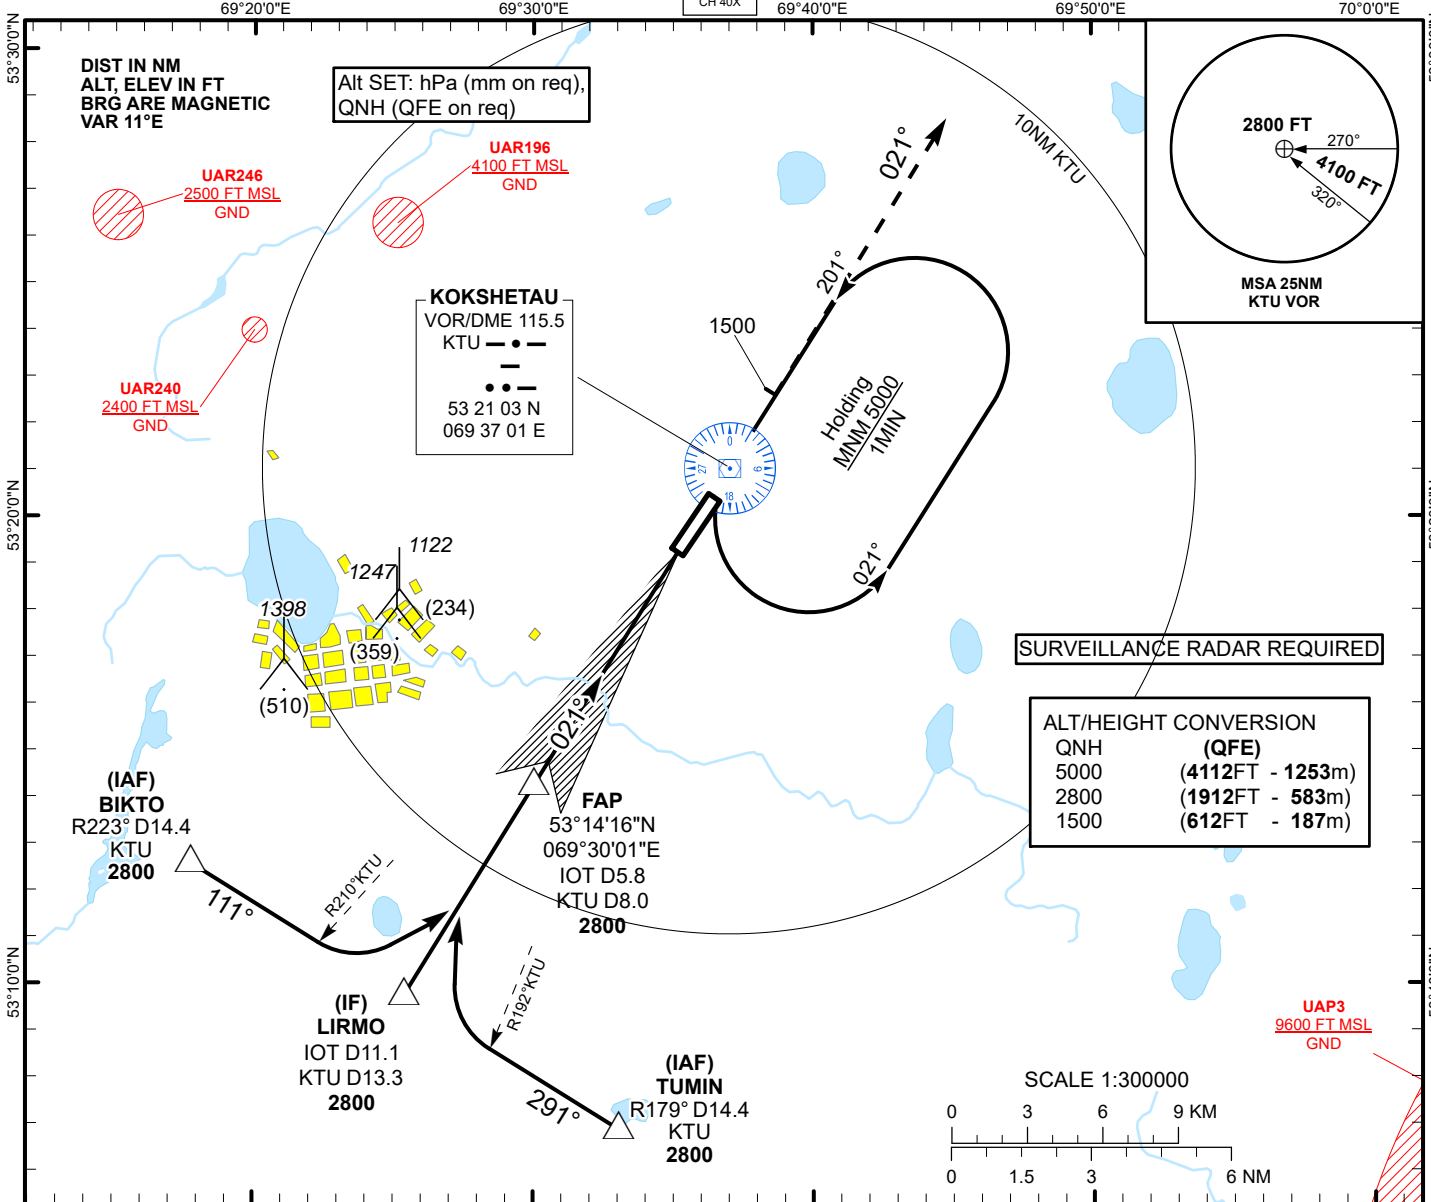 CH 40X
69°20'0"E
69°30'0"E
69°40'0"E
69°50'0"E
70°0'0"E
53°30'0"N
53°20'0"N
53°10'0"N
DIST IN NM
ALT, ELEV IN FT
BRG ARE MAGNETIC
VAR 11°E
Alt SET: hPa (mm on req),
QNH (QFE on req)
UAR246
2500 FT MSL
GND
UAR196
4100 FT MSL
GND
UAR240
2400 FT MSL
GND
10NM KTU
021°
201°
2800 FT
270°
4100 FT
320°
MSA 25NM
KTU VOR
KOKSHETAU
VOR/DME 115.5
KTU
53 21 03 N
069 37 01 E
1500
0
9
18
27
Holding
MNM 5000
1MIN
021°
1122
1247
(234)
1398
(359)
(510)
021°
SURVEILLANCE RADAR REQUIRED
ALT/HEIGHT CONVERSION
QNH (QFE)
5000 (4112FT - 1253m)
2800 (1912FT - 583m)
1500 (612FT - 187m)
(IAF)
BIKTO
R223° D14.4
KTU
2800
111°
R210°KTU
FAP
53°14'16"N
069°30'01"E
IOT D5.8
KTU D8.0
2800
(IF)
LIRMO
IOT D11.1
KTU D13.3
2800
R192°KTU
291°
(IAF)
TUMIN
R179° D14.4
KTU
2800
UAP3
9600 FT MSL
GND
SCALE 1:300000
0 3 6 9 KM
0 1.5 3 6 NM